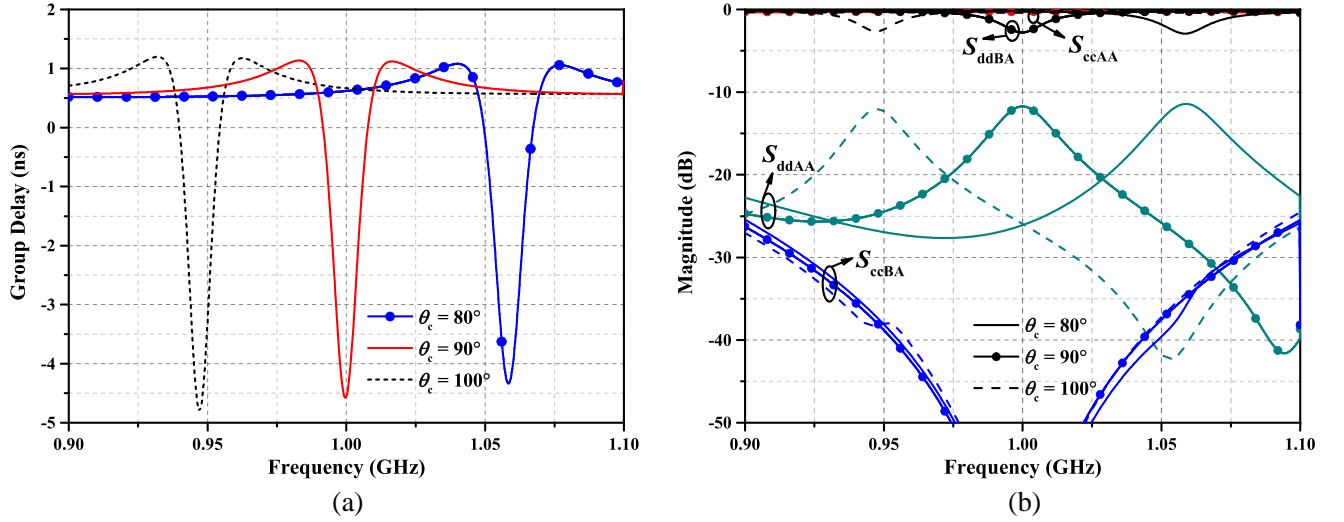 2
1
0
-1
-2
-3
-4
-5
Group Delay (ns)
θc = 80°
θc = 90°
θc = 100°
0.90 0.95 1.00 1.05 1.10
Frequency (GHz)
(a)
0
-10
-20
-30
-40
-50
Magnitude (dB)
SddBA
SccAA
SddAA
SccBA
θc = 80°
θc = 90°
θc = 100°
0.90 0.95 1.00 1.05 1.10
Frequency (GHz)
(b)